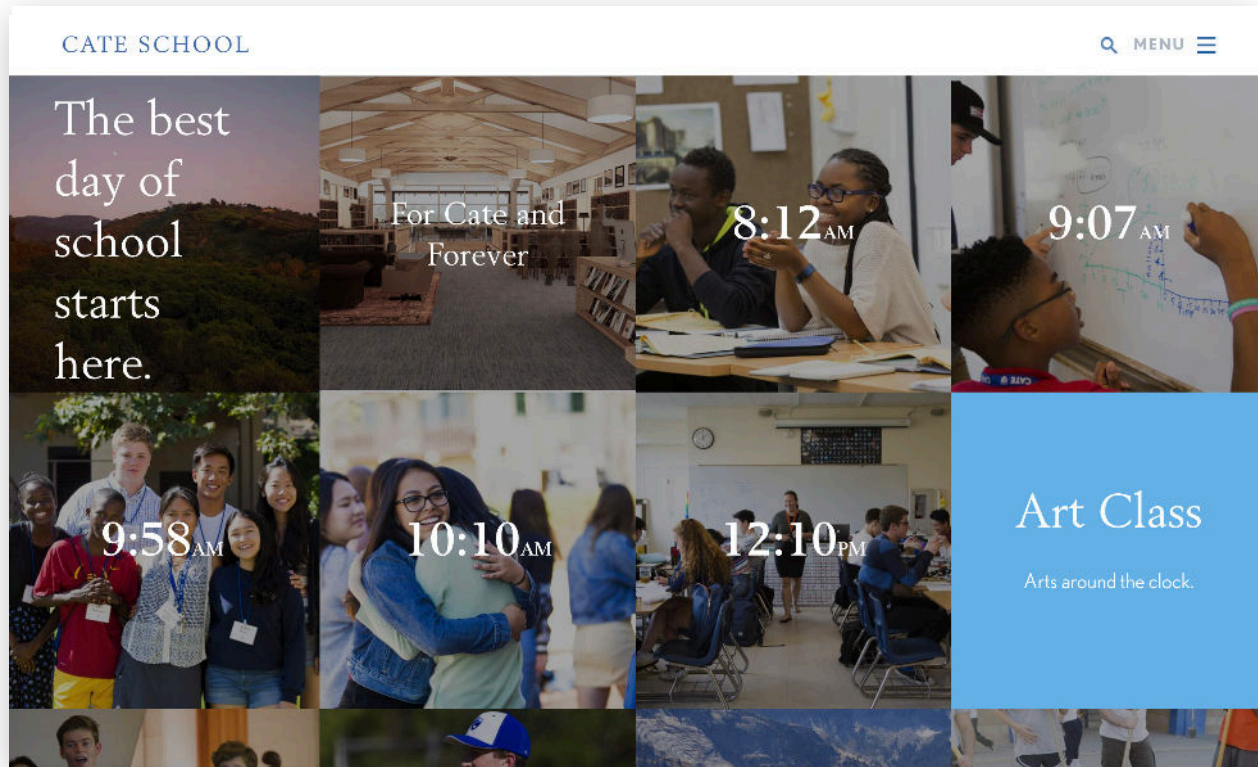 CATE SCHOOL
MENU
The best
day of
school
starts
here.
For Cate and
Forever
8:12AM
9:07AM
9:58AM
10:10AM
12:10PM
Art Class
Arts around the clock.